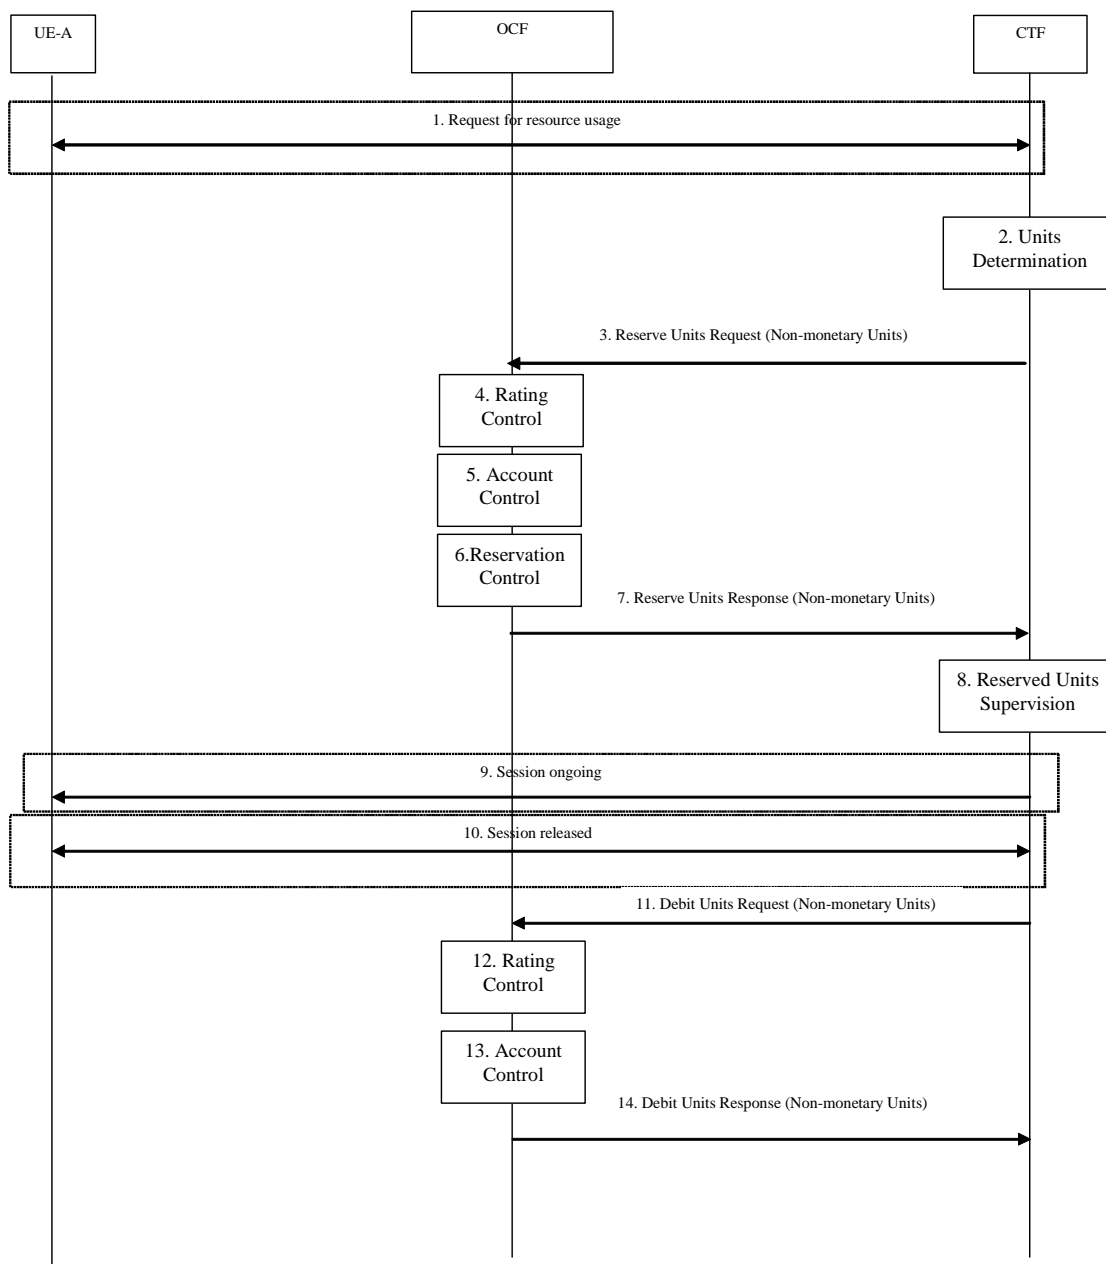 UE-A
OCF
CTF
1. Request for resource usage
2. Units
Determination
3. Reserve Units Request (Non-monetary Units)
4. Rating
Control
5. Account
Control
6.Reservation
Control
7. Reserve Units Response (Non-monetary Units)
8. Reserved Units
Supervision
9. Session ongoing
10. Session released
11. Debit Units Request (Non-monetary Units)
12. Rating
Control
13. Account
Control
14. Debit Units Response (Non-monetary Units)